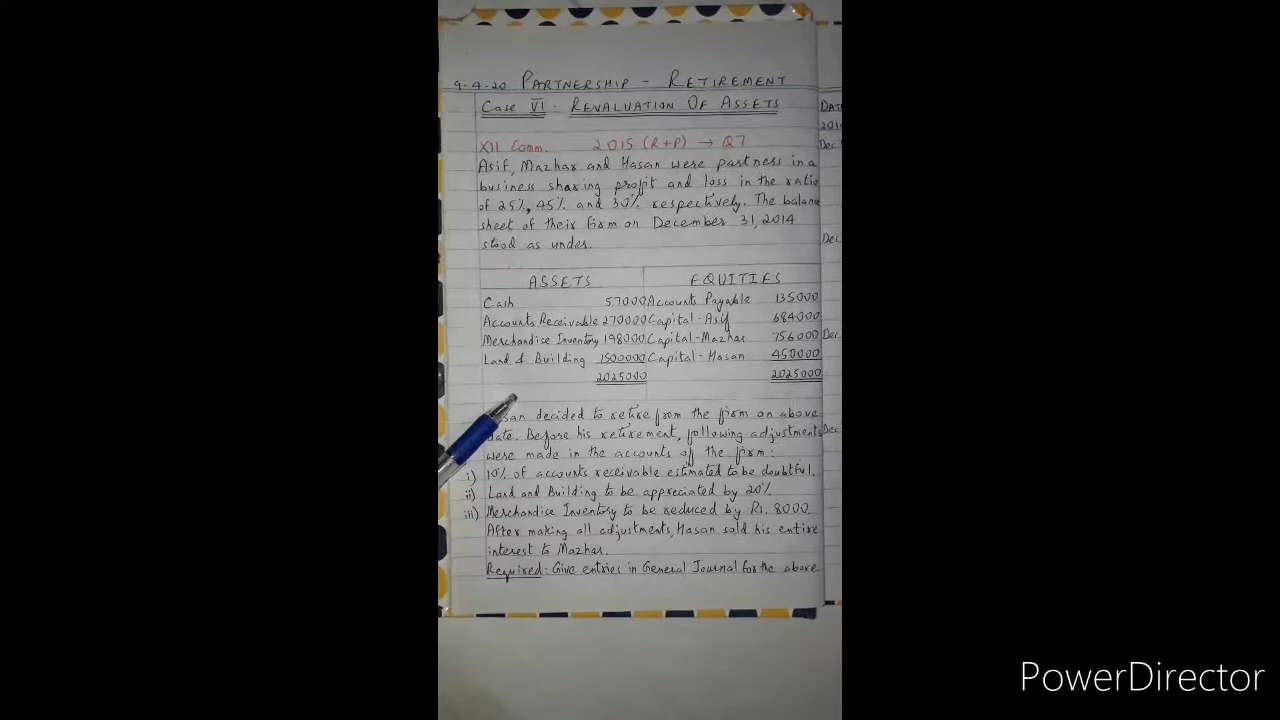 9-4-20 PARTNERSHIP - RETIREMENT
CASE VI : REVALUATION OF ASSETS
XII Comm. 2015 (R+P) → Q7
Asif, Mazhar and Hasan were partners in a
business sharing profit and loss in the ratio
of 25%, 45% and 30% respectively. The balance
sheet of their firm on December 31, 2014
stood as under.
ASSETS EQUITIES
Cash 57000 Accounts Payable 135000
Accounts Receivable 270000 Capital-Asif 684000
Merchandise Inventory 198000 Capital-Mazhar 756000
Land & Building 1500000 Capital-Hasan 450000
2025000 2025000
decided to retire from the firm on above
date. Before his retirement, following adjustments
were made in the accounts of the firm:
i) 10% of accounts receivable estimated to be doubtful.
ii) Land and Building to be appreciated by 20%.
iii) Merchandise Inventory to be reduced by Rs. 8000.
After making all adjustments, Hasan sold his entire
interest to Mazhar.
Required: Give entries in General Journal for the above
PowerDirector